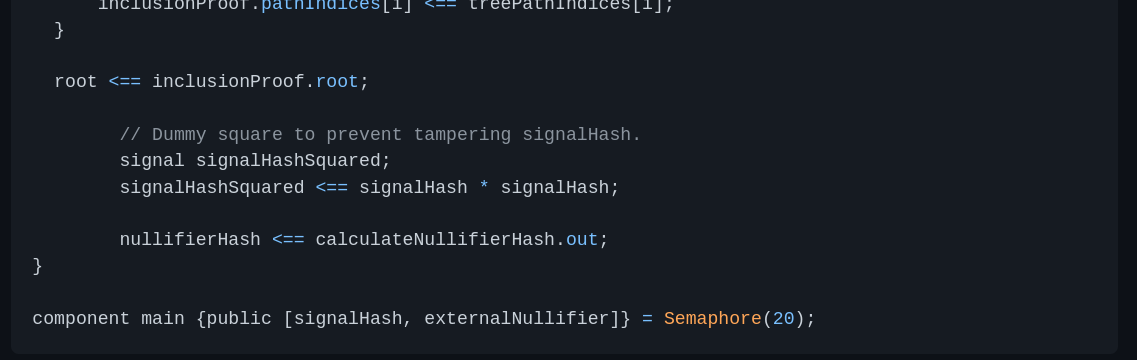 inclusionProof.pathIndices[i] <== treePathIndices[i];
}
root <== inclusionProof.root;
// Dummy square to prevent tampering signalHash.
signal signalHashSquared;
signalHashSquared <== signalHash * signalHash;
nullifierHash <== calculateNullifierHash.out;
}
component main {public [signalHash, externalNullifier]} = Semaphore(20);